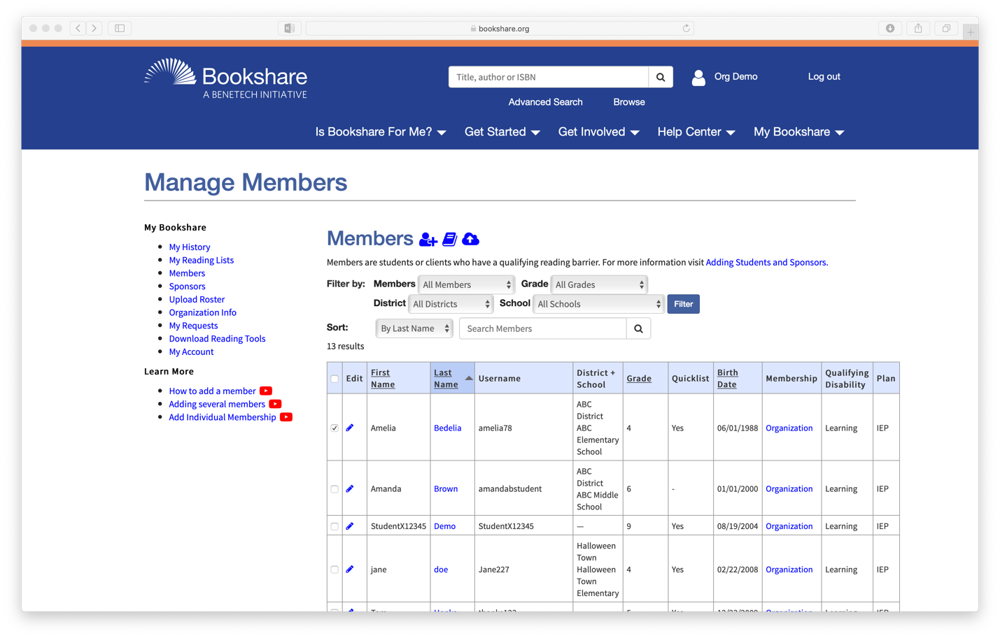 bookshare.org
Bookshare
A BENETECH INITIATIVE
Title, author or ISBN
Org Demo
Log out
Advanced Search
Browse
Is Bookshare For Me?
Get Started
Get Involved
Help Center
My Bookshare
Manage Members
My Bookshare
My History
My Reading Lists
Members
Sponsors
Upload Roster
Organization Info
My Requests
Download Reading Tools
My Account
Learn More
How to add a member
Adding several members
Add Individual Membership
Members
Members are students or clients who have a qualifying reading barrier. For more information visit Adding Students and Sponsors.
Filter by: Members All Members Grade All Grades
District All Districts School All Schools Filter
Sort: By Last Name Search Members
13 results
Edit First Name Last Name Username District + School Grade Quicklist Birth Date Membership Qualifying Disability Plan
Amelia Bedelia amelia78 ABC District ABC Elementary School 4 Yes 06/01/1988 Organization Learning IEP
Amanda Brown amandabstudent ABC District ABC Middle School 6 - 01/01/2000 Organization Learning IEP
StudentX12345 Demo StudentX12345 — 9 Yes 08/19/2004 Organization Learning IEP
jane doe Jane227 Halloween Town Halloween Town Elementary 4 Yes 02/22/2008 Organization Learning IEP